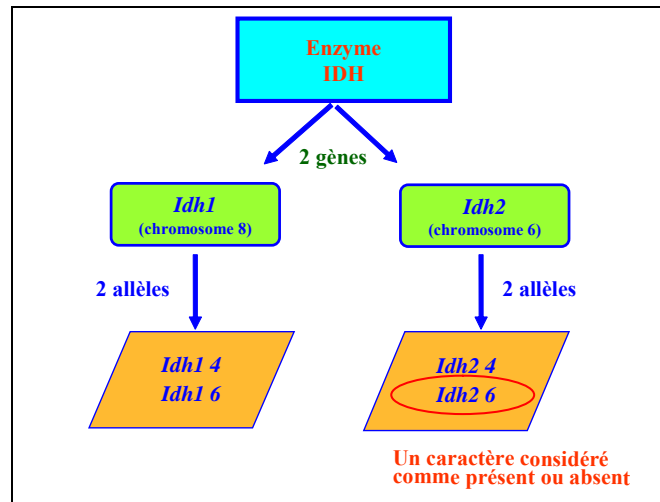 Enzyme
IDH
2 gènes
Idh1
(chromosome 8)
Idh2
(chromosome 6)
2 allèles
2 allèles
Idh1 4
Idh1 6
Idh2 4
Idh2 6
Un caractère considéré
comme présent ou absent